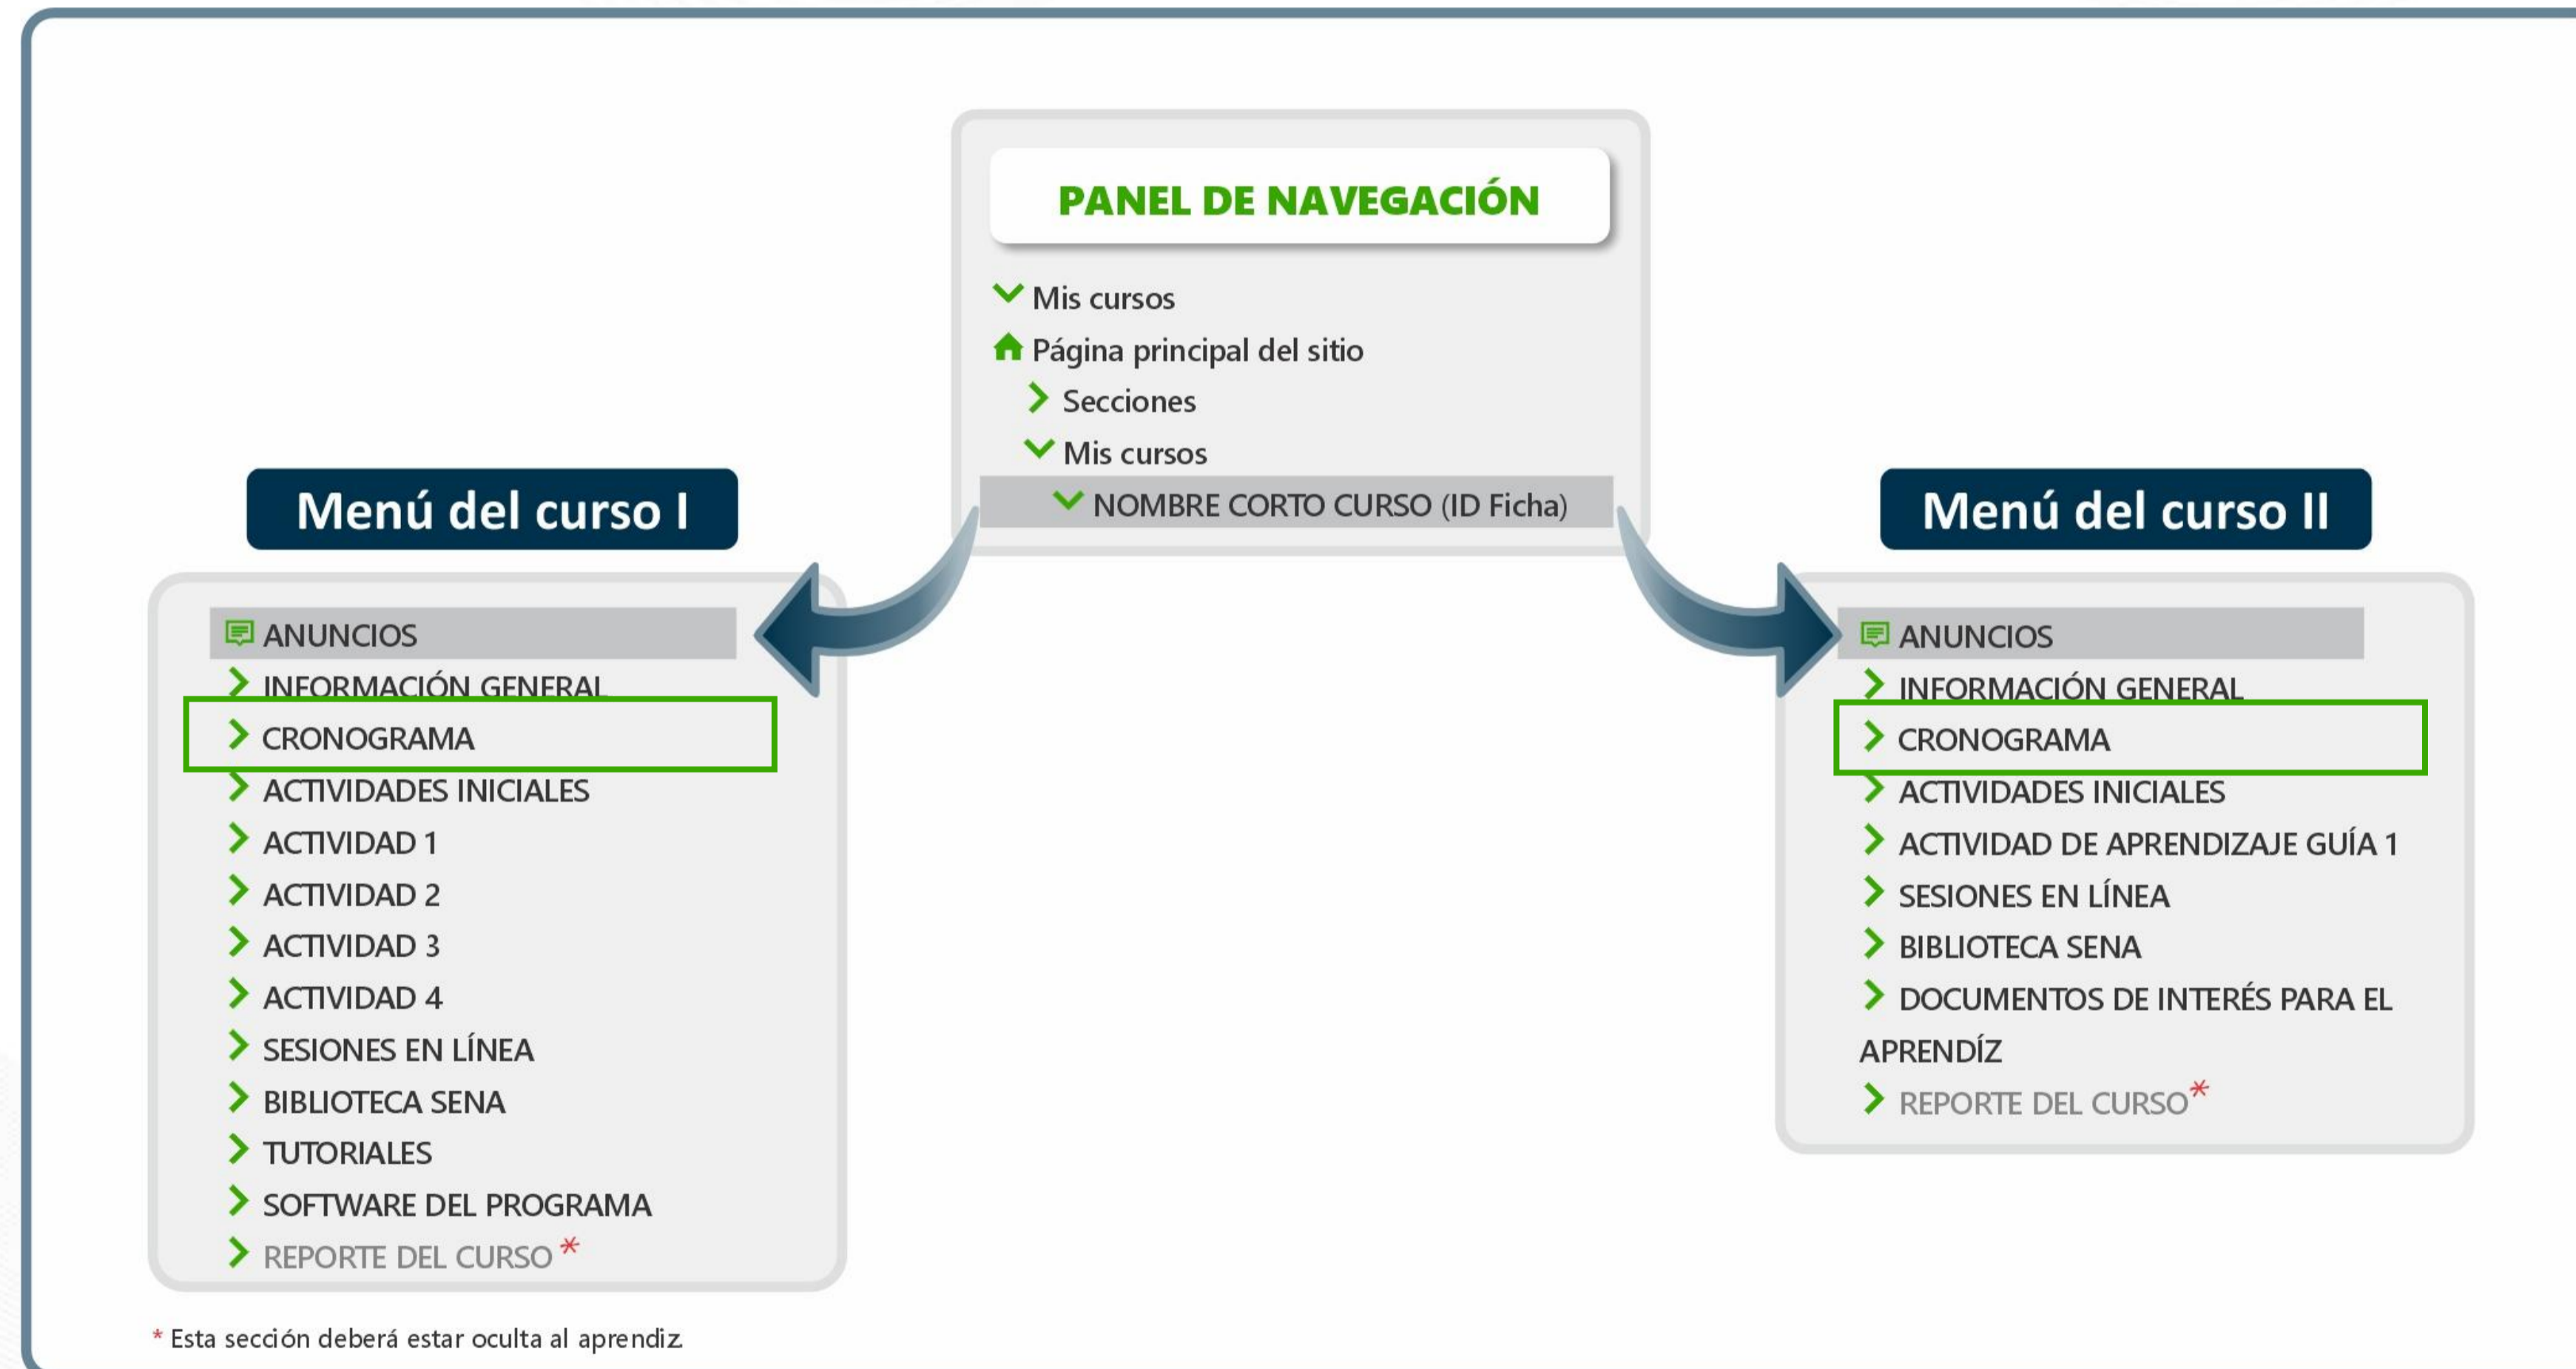 PANEL DE NAVEGACIÓN
Mis cursos
Página principal del sitio
Secciones
Mis cursos
NOMBRE CORTO CURSO (ID Ficha)
Menú del curso I
ANUNCIOS
INFORMACIÓN GENERAL
CRONOGRAMA
ACTIVIDADES INICIALES
ACTIVIDAD 1
ACTIVIDAD 2
ACTIVIDAD 3
ACTIVIDAD 4
SESIONES EN LÍNEA
BIBLIOTECA SENA
TUTORIALES
SOFTWARE DEL PROGRAMA
REPORTE DEL CURSO *
* Esta sección deberá estar oculta al aprendiz.
Menú del curso II
ANUNCIOS
INFORMACIÓN GENERAL
CRONOGRAMA
ACTIVIDADES INICIALES
ACTIVIDAD DE APRENDIZAJE GUÍA 1
SESIONES EN LÍNEA
BIBLIOTECA SENA
DOCUMENTOS DE INTERÉS PARA EL
APRENDÍZ
REPORTE DEL CURSO*